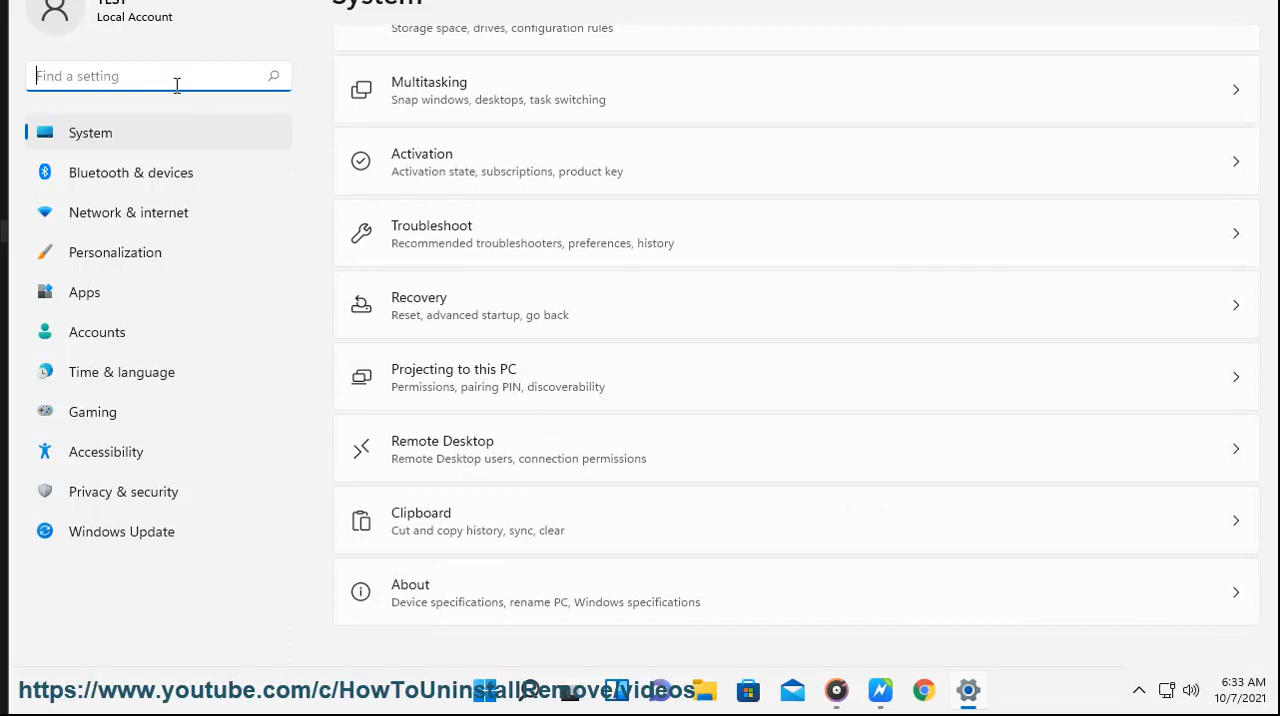 TEST
Local Account
System
Find a setting
System
Bluetooth & devices
Network & internet
Personalization
Apps
Accounts
Time & language
Gaming
Accessibility
Privacy & security
Windows Update
Storage space, drives, configuration rules
Multitasking
Snap windows, desktops, task switching
Activation
Activation state, subscriptions, product key
Troubleshoot
Recommended troubleshooters, preferences, history
Recovery
Reset, advanced startup, go back
Projecting to this PC
Permissions, pairing PIN, discoverability
Remote Desktop
Remote Desktop users, connection permissions
Clipboard
Cut and copy history, sync, clear
About
Device specifications, rename PC, Windows specifications
https://www.youtube.com/c/HowToUninstallRemove/videos
6:33 AM
10/7/2021